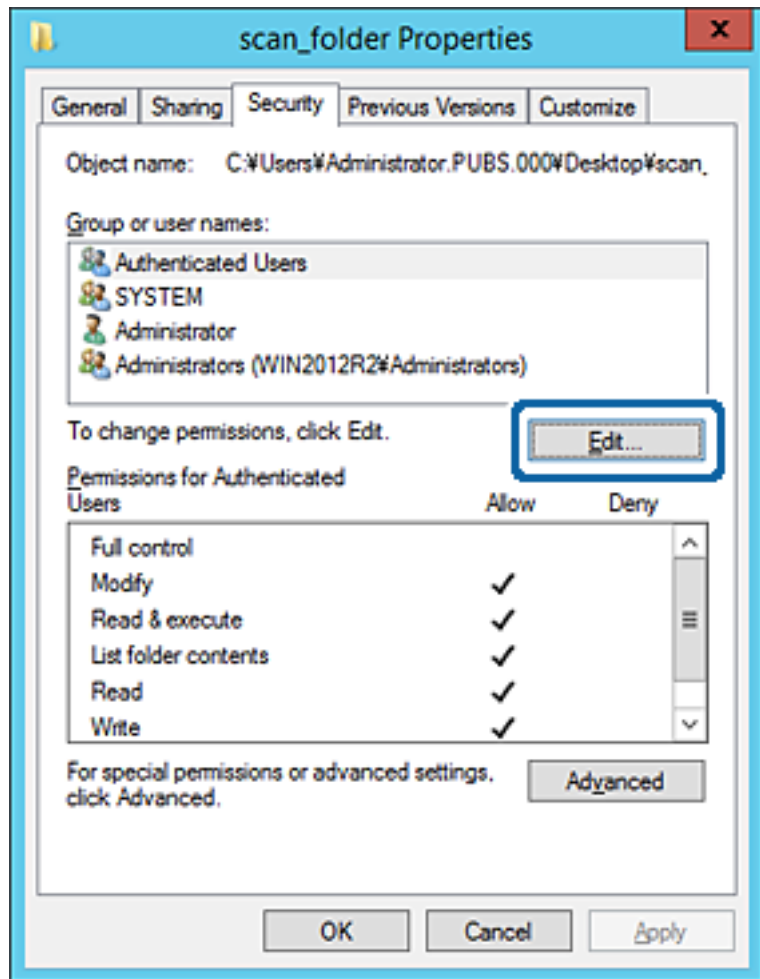 scan_folder Properties
x
General Sharing Security Previous Versions Customize
Object name: C:¥Users¥Administrator.PUBS.000¥Desktop¥scan_
Group or user names:
Authenticated Users
SYSTEM
Administrator
Administrators (WIN2012R2¥Administrators)
To change permissions, click Edit.
Edit...
Permissions for Authenticated
Users Allow Deny
Full control
Modify
Read & execute
List folder contents
Read
Write
For special permissions or advanced settings,
click Advanced.
Advanced
OK Cancel Apply